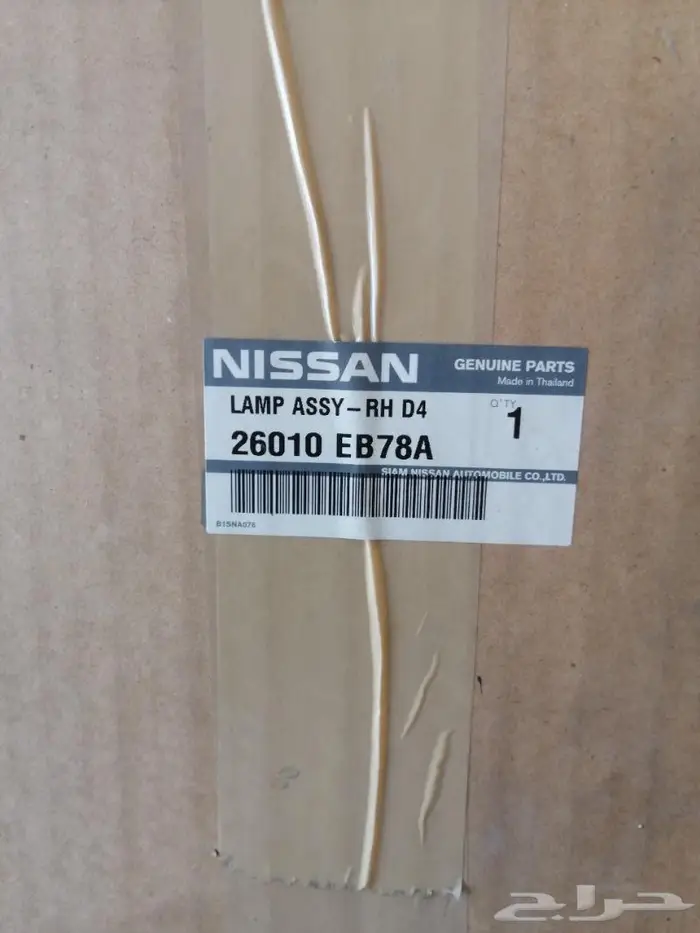 NISSAN GENUINE PARTS
Made in Thailand
LAMP ASSY-RH D4 Q'TY
26010 EB78A 1
SIAM NISSAN AUTOMOBILE CO.,LTD.
B1SNA076
حراج